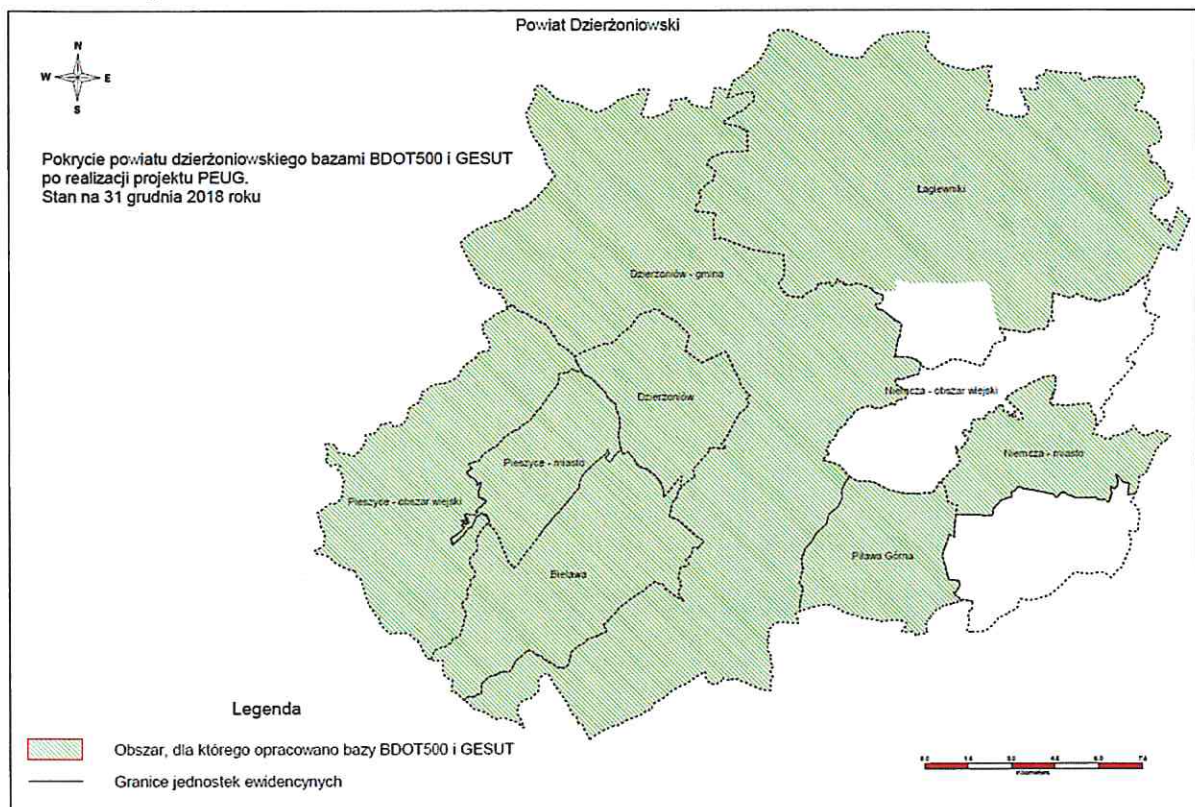 Powiat Dzierżoniowski
N
W E
S
Pokrycie powiatu dzierżoniowskiego bazami BDOT500 i GESUT
po realizacji projektu PEUG.
Stan na 31 grudnia 2018 roku
Łagiewniki
Dzierżoniów - gmina
Niemcza - obszar wiejski
Dzierżoniów
Niemcza - miasto
Pieszyce - miasto
Pieszyce - obszar wiejski
Piława Górna
Bielawa
Legenda
Obszar, dla którego opracowano bazy BDOT500 i GESUT
Granice jednostek ewidencynych